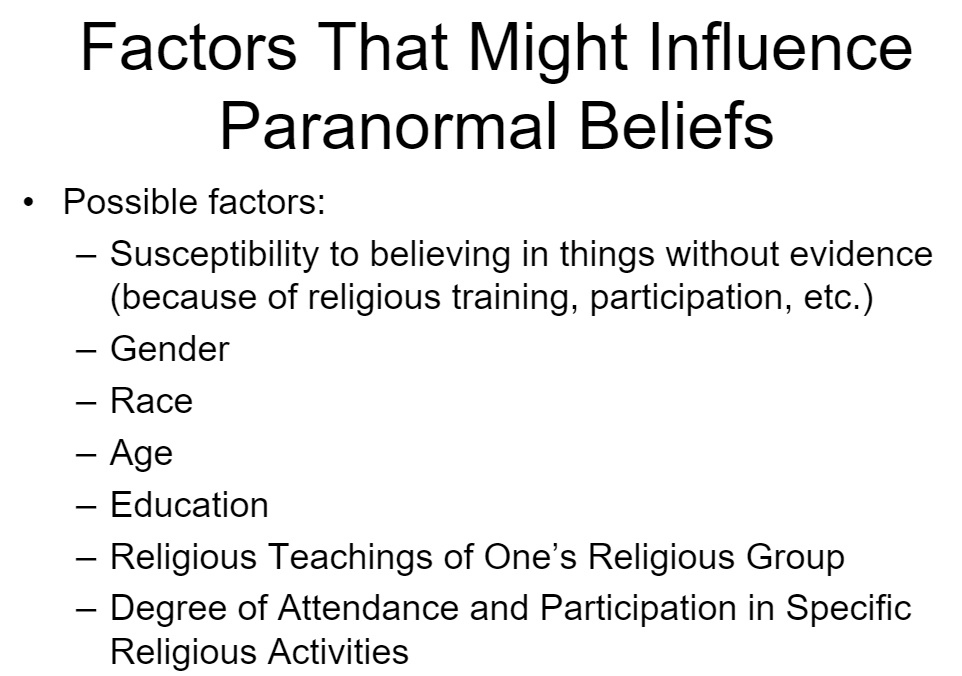 Factors That Might Influence
Paranormal Beliefs
• Possible factors:
– Susceptibility to believing in things without evidence
(because of religious training, participation, etc.)
– Gender
– Race
– Age
– Education
– Religious Teachings of One’s Religious Group
– Degree of Attendance and Participation in Specific
Religious Activities